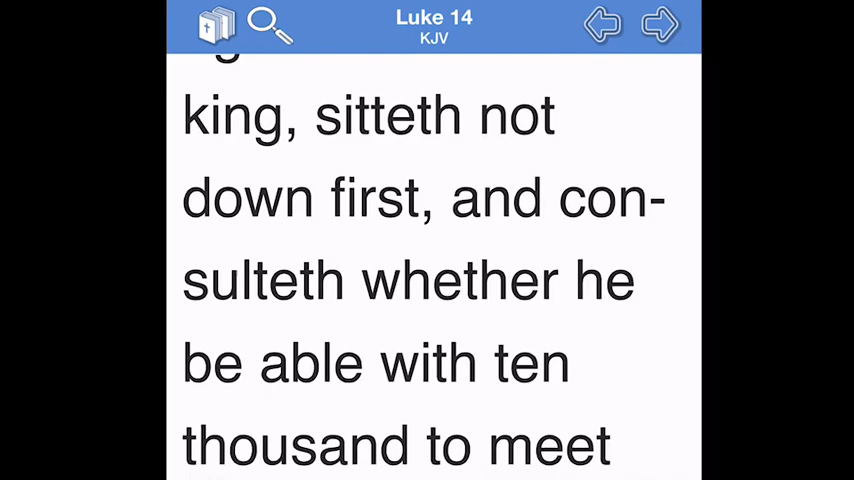 Luke 14
KJV
king, sitteth not
down first, and con-
sulteth whether he
be able with ten
thousand to meet